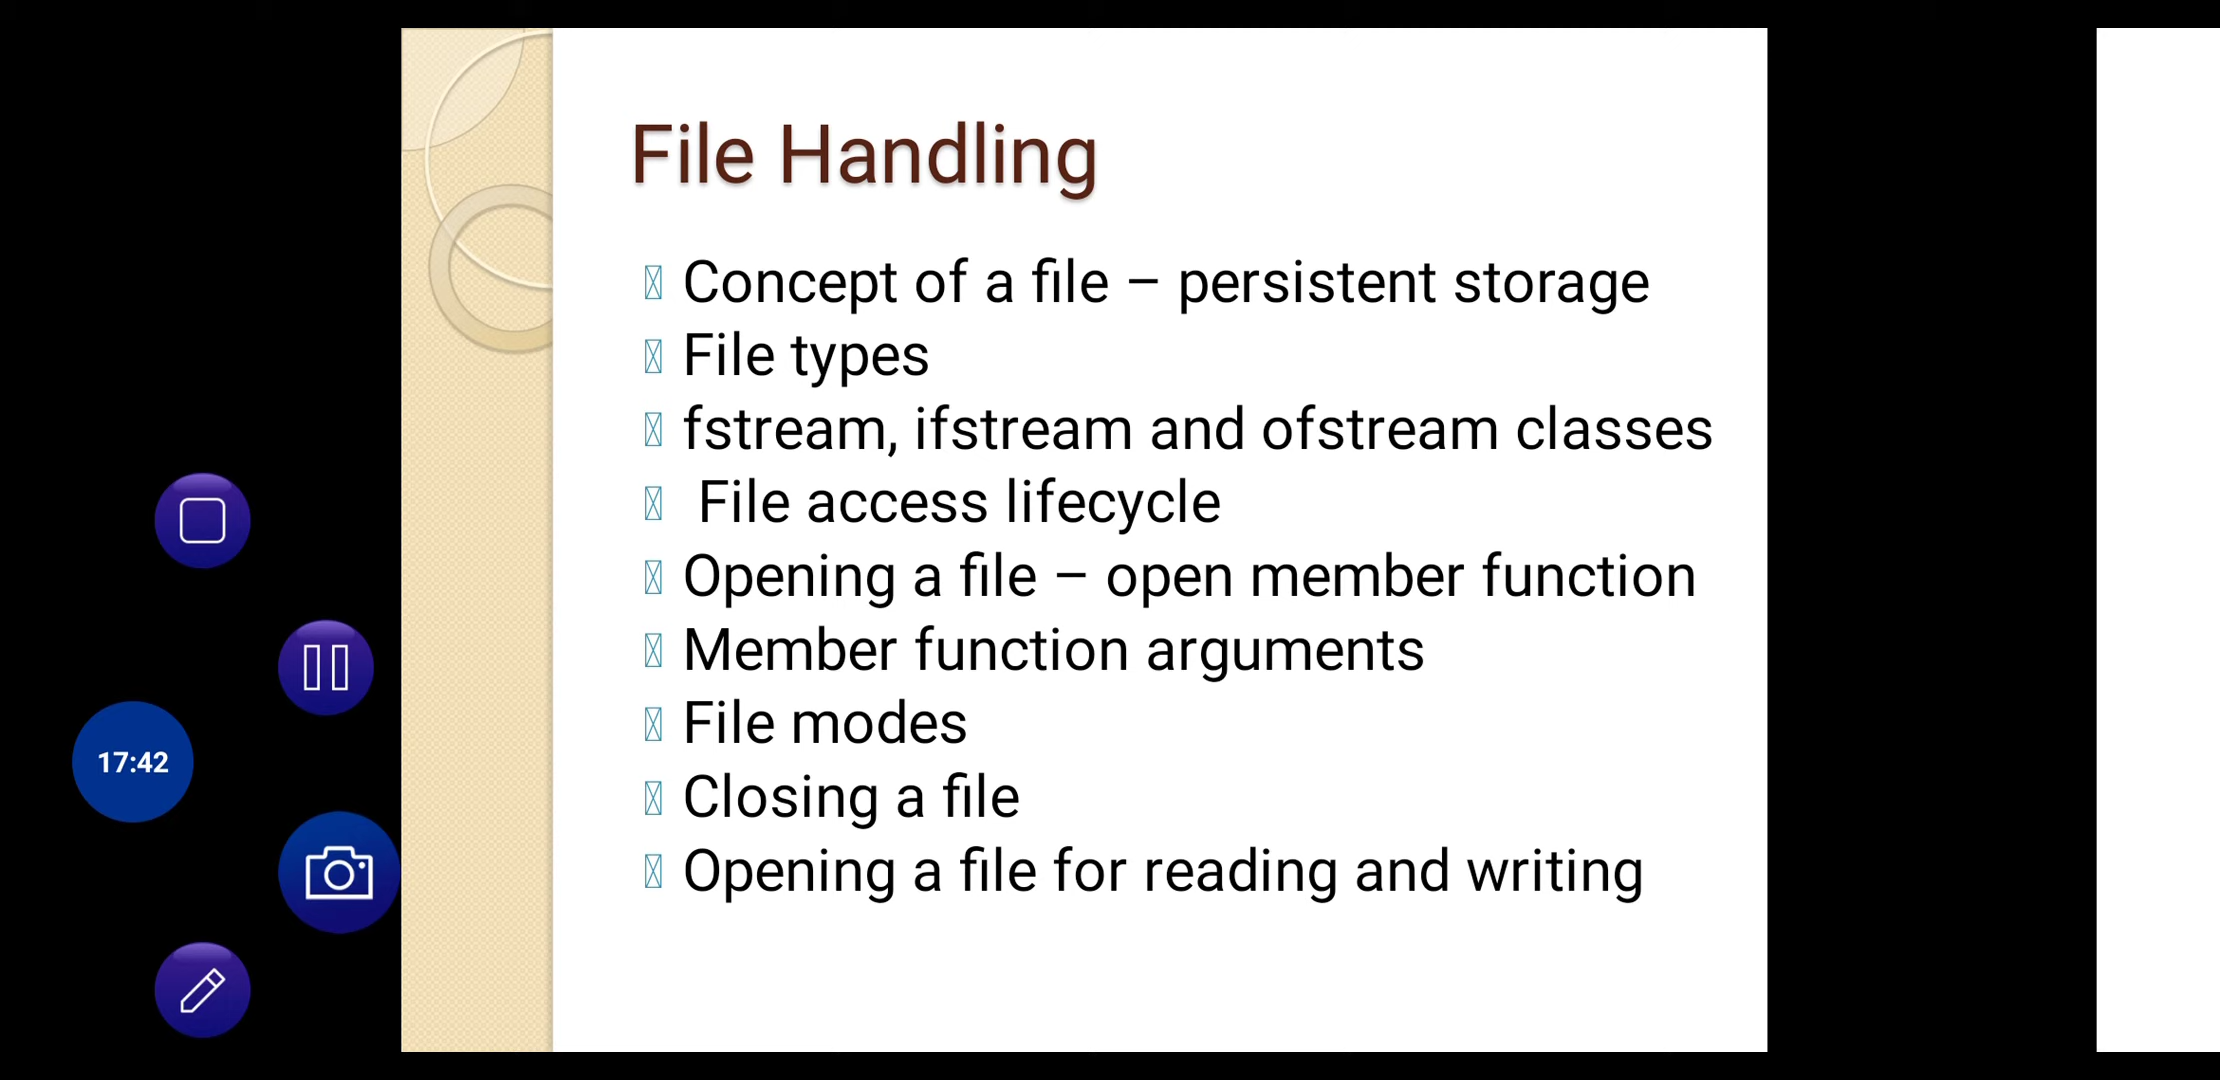 File Handling
Concept of a file – persistent storage
File types
fstream, ifstream and ofstream classes
File access lifecycle
Opening a file – open member function
Member function arguments
File modes
Closing a file
Opening a file for reading and writing
17:42